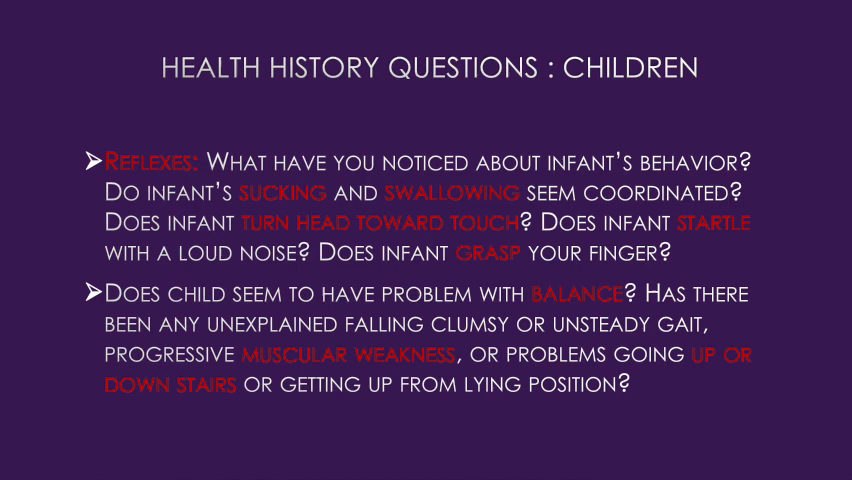 HEALTH HISTORY QUESTIONS : CHILDREN
➢REFLEXES: WHAT HAVE YOU NOTICED ABOUT INFANT'S BEHAVIOR?
DO INFANT'S SUCKING AND SWALLOWING SEEM COORDINATED?
DOES INFANT TURN HEAD TOWARD TOUCH? DOES INFANT STARTLE
WITH A LOUD NOISE? DOES INFANT GRASP YOUR FINGER?
➢DOES CHILD SEEM TO HAVE PROBLEM WITH BALANCE? HAS THERE
BEEN ANY UNEXPLAINED FALLING CLUMSY OR UNSTEADY GAIT,
PROGRESSIVE MUSCULAR WEAKNESS, OR PROBLEMS GOING UP OR
DOWN STAIRS OR GETTING UP FROM LYING POSITION?